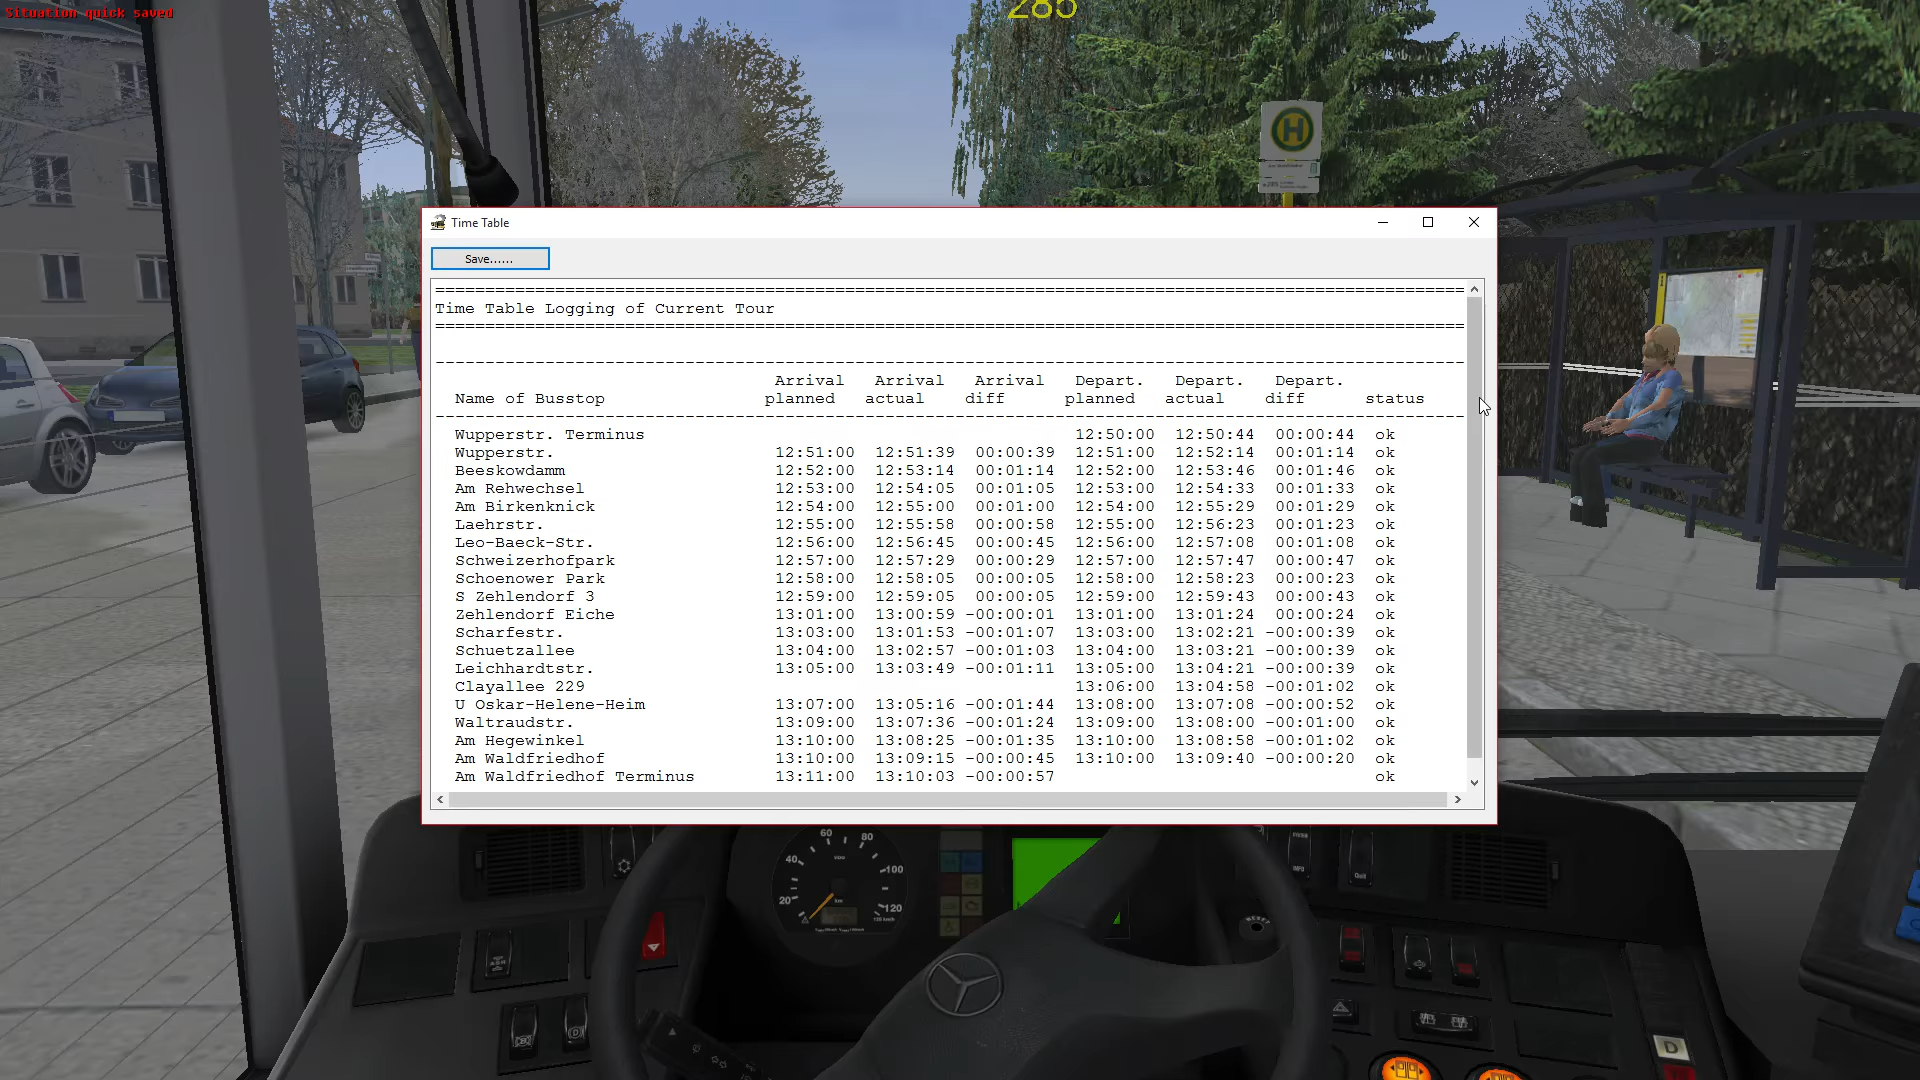 Situation quick saved
285
H
Time Table
Save......
Time Table Logging of Current Tour
Arrival Arrival Arrival Depart. Depart. Depart.
Name of Busstop planned actual diff planned actual diff status
Wupperstr. Terminus 12:50:00 12:50:44 00:00:44 ok
Wupperstr. 12:51:00 12:51:39 00:00:39 12:51:00 12:52:14 00:01:14 ok
Beeskowdamm 12:52:00 12:53:14 00:01:14 12:52:00 12:53:46 00:01:46 ok
Am Rehwechsel 12:53:00 12:54:05 00:01:05 12:53:00 12:54:33 00:01:33 ok
Am Birkenknick 12:54:00 12:55:00 00:01:00 12:54:00 12:55:29 00:01:29 ok
Laehrstr. 12:55:00 12:55:58 00:00:58 12:55:00 12:56:23 00:01:23 ok
Leo-Baeck-Str. 12:56:00 12:56:45 00:00:45 12:56:00 12:57:08 00:01:08 ok
Schweizerhofpark 12:57:00 12:57:29 00:00:29 12:57:00 12:57:47 00:00:47 ok
Schoenower Park 12:58:00 12:58:05 00:00:05 12:58:00 12:58:23 00:00:23 ok
S Zehlendorf 3 12:59:00 12:59:05 00:00:05 12:59:00 12:59:43 00:00:43 ok
Zehlendorf Eiche 13:01:00 13:00:59 -00:00:01 13:01:00 13:01:24 00:00:24 ok
Scharfestr. 13:03:00 13:01:53 -00:01:07 13:03:00 13:02:21 -00:00:39 ok
Schuetzallee 13:04:00 13:02:57 -00:01:03 13:04:00 13:03:21 -00:00:39 ok
Leichhardtstr. 13:05:00 13:03:49 -00:01:11 13:05:00 13:04:21 -00:00:39 ok
Clayallee 229 13:06:00 13:04:58 -00:01:02 ok
U Oskar-Helene-Heim 13:07:00 13:05:16 -00:01:44 13:08:00 13:07:08 -00:00:52 ok
Waltraudstr. 13:09:00 13:07:36 -00:01:24 13:09:00 13:08:00 -00:01:00 ok
Am Hegewinkel 13:10:00 13:08:25 -00:01:35 13:10:00 13:08:58 -00:01:02 ok
Am Waldfriedhof 13:10:00 13:09:15 -00:00:45 13:10:00 13:09:40 -00:00:20 ok
Am Waldfriedhof Terminus 13:11:00 13:10:03 -00:00:57 ok
20 40 60 80 100 120
km
INFO
Quit
ASR
D